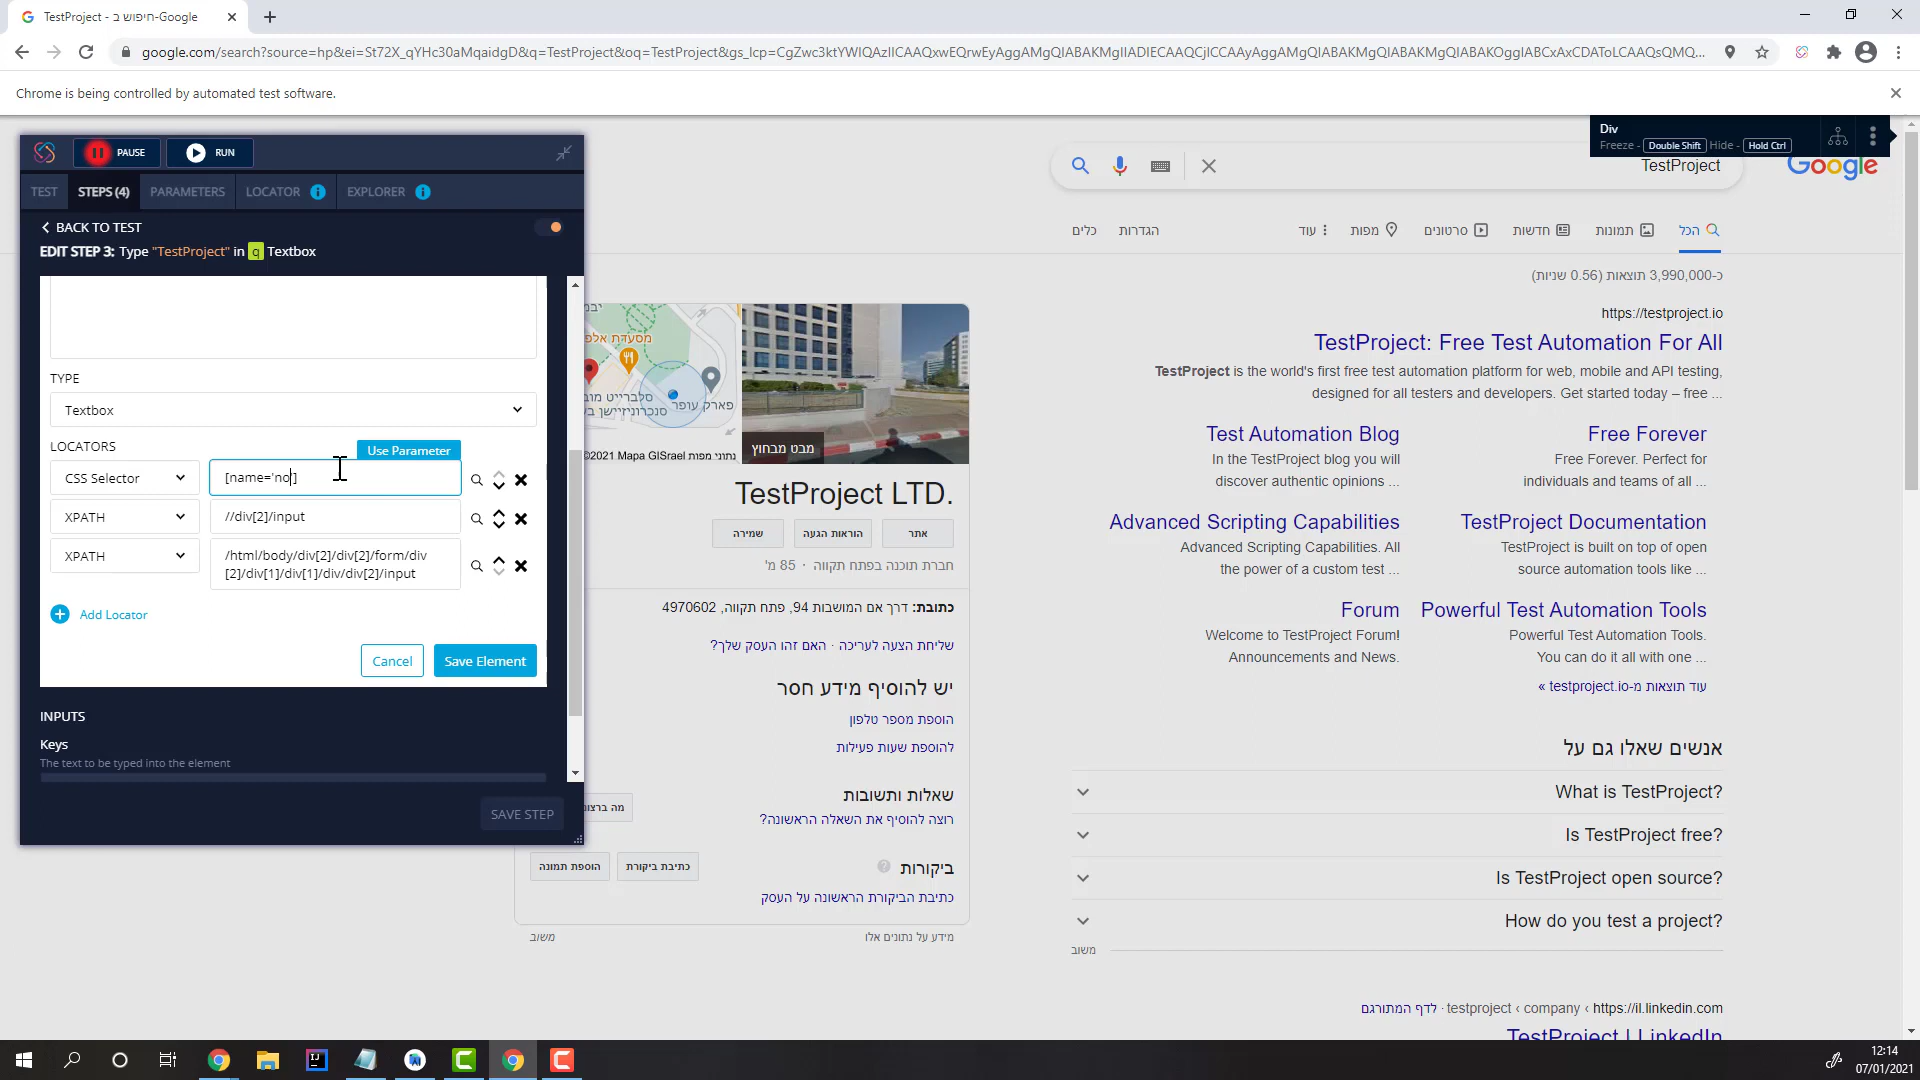 TestProject - חיפוש ב-Google
google.com/search?source=hp&ei=St72X_qYHc30aMqaidgD&q=TestProject&oq=TestProject&gs_lcp=
Chrome is being controlled by automated test software.
Div
Freeze - Double Shift Hide - Hold Ctrl
PAUSE RUN
TEST STEPS (4) PARAMETERS LOCATOR EXPLORER
BACK TO TEST
EDIT STEP 3: Type "TestProject" in q Textbox
TYPE
Textbox
LOCATORS
Use Parameter
CSS Selector [name='no']
XPATH //div[2]/input
XPATH /html/body/div[2]/div[2]/form/div
[2]/div[1]/div[1]/div/div[2]/input
Add Locator
Cancel Save Element
INPUTS
Keys
The text to be typed into the element
SAVE STEP
TestProject
Google
הכל תמונות חדשות סרטונים מפות עוד הגדרות כלים
כ-3,990,000 תוצאות (0.56 שניות)
https://testproject.io
TestProject: Free Test Automation For All
TestProject is the world's first free test automation platform for web, mobile and API testing,
designed for all testers and developers. Get started today – free ...
Test Automation Blog
In the TestProject blog you will
discover authentic opinions ...
Free Forever
Free Forever. Perfect for
individuals and teams of all ...
Advanced Scripting Capabilities
Advanced Scripting Capabilities. All
the power of a custom test ...
TestProject Documentation
TestProject is built on top of open
source automation tools like ...
Forum
Welcome to TestProject Forum!
Announcements and News.
Powerful Test Automation Tools
Powerful Test Automation Tools.
You can do it all with one ...
עוד תוצאות מ-testproject.io »
אנשים שאלו גם על
What is TestProject?
Is TestProject free?
Is TestProject open source?
How do you test a project?
משוב
https://il.linkedin.com › company › testproject · לדף המתורגם
TestProject | LinkedIn
פארק עופר
מבט מבחוץ
נתוני מפות ©2021 Mapa GISrael
TestProject LTD.
אתר הוראות הגעה שמירה
חברת תוכנה בפתח תקווה · 85 מ'
כתובת: דרך אם המושבות 94, פתח תקווה, 4970602
שליחת הצעה לעריכה · האם זהו העסק שלך?
יש להוסיף מידע חסר
הוספת מספר טלפון
להוספת שעות פעילות
שאלות ותשובות
רוצה להוסיף את השאלה הראשונה?
ביקורות
כתיבת ביקורת הוספת תמונה
כתיבת הביקורת הראשונה על העסק
מידע על נתונים אלו
משוב
12:14
07/01/2021